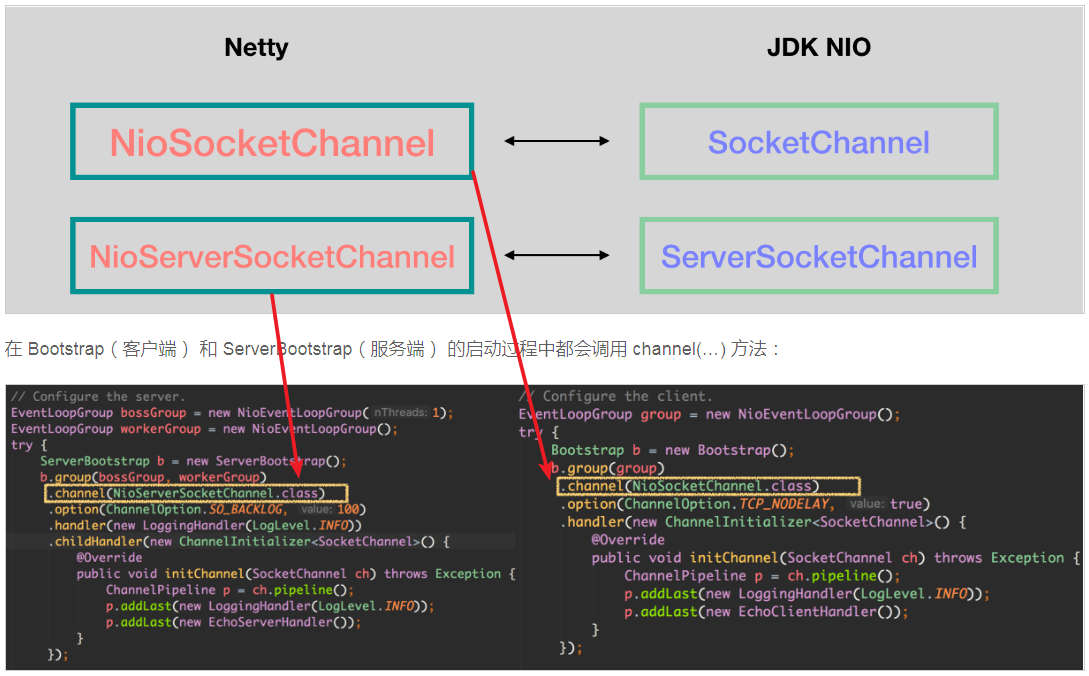 Netty
JDK NIO
NioSocketChannel
SocketChannel
NioServerSocketChannel
ServerSocketChannel
在 Bootstrap（客户端） 和 ServerBootstrap（服务端） 的启动过程中都会调用 channel(…) 方法：
// Configure the server.
EventLoopGroup bossGroup = new NioEventLoopGroup( nThreads: 1);
EventLoopGroup workerGroup = new NioEventLoopGroup();
try {
ServerBootstrap b = new ServerBootstrap();
b.group(bossGroup, workerGroup)
.channel(NioServerSocketChannel.class)
.option(ChannelOption.SO_BACKLOG, value: 100)
.handler(new LoggingHandler(LogLevel.INFO))
.childHandler(new ChannelInitializer<SocketChannel>() {
@Override
public void initChannel(SocketChannel ch) throws Exception {
ChannelPipeline p = ch.pipeline();
p.addLast(new LoggingHandler(LogLevel.INFO));
p.addLast(new EchoServerHandler());
}
});
// Configure the client.
EventLoopGroup group = new NioEventLoopGroup();
try {
Bootstrap b = new Bootstrap();
b.group(group)
.channel(NioSocketChannel.class)
.option(ChannelOption.TCP_NODELAY, value: true)
.handler(new ChannelInitializer<SocketChannel>() {
@Override
public void initChannel(SocketChannel ch) throws Exception {
ChannelPipeline p = ch.pipeline();
p.addLast(new LoggingHandler(LogLevel.INFO));
p.addLast(new EchoClientHandler());
}
});